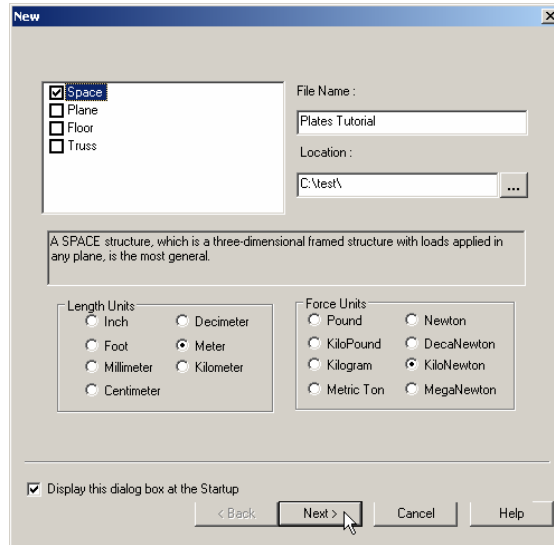 New
Space
Plane
Floor
Truss
File Name :
Plates Tutorial
Location :
C:\test\
...
A SPACE structure, which is a three-dimensional framed structure with loads applied in
any plane, is the most general.
Length Units
Inch
Decimeter
Foot
Meter
Millimeter
Kilometer
Centimeter
Force Units
Pound
Newton
KiloPound
DecaNewton
Kilogram
KiloNewton
Metric Ton
MegaNewton
Display this dialog box at the Startup
< Back
Next >
Cancel
Help